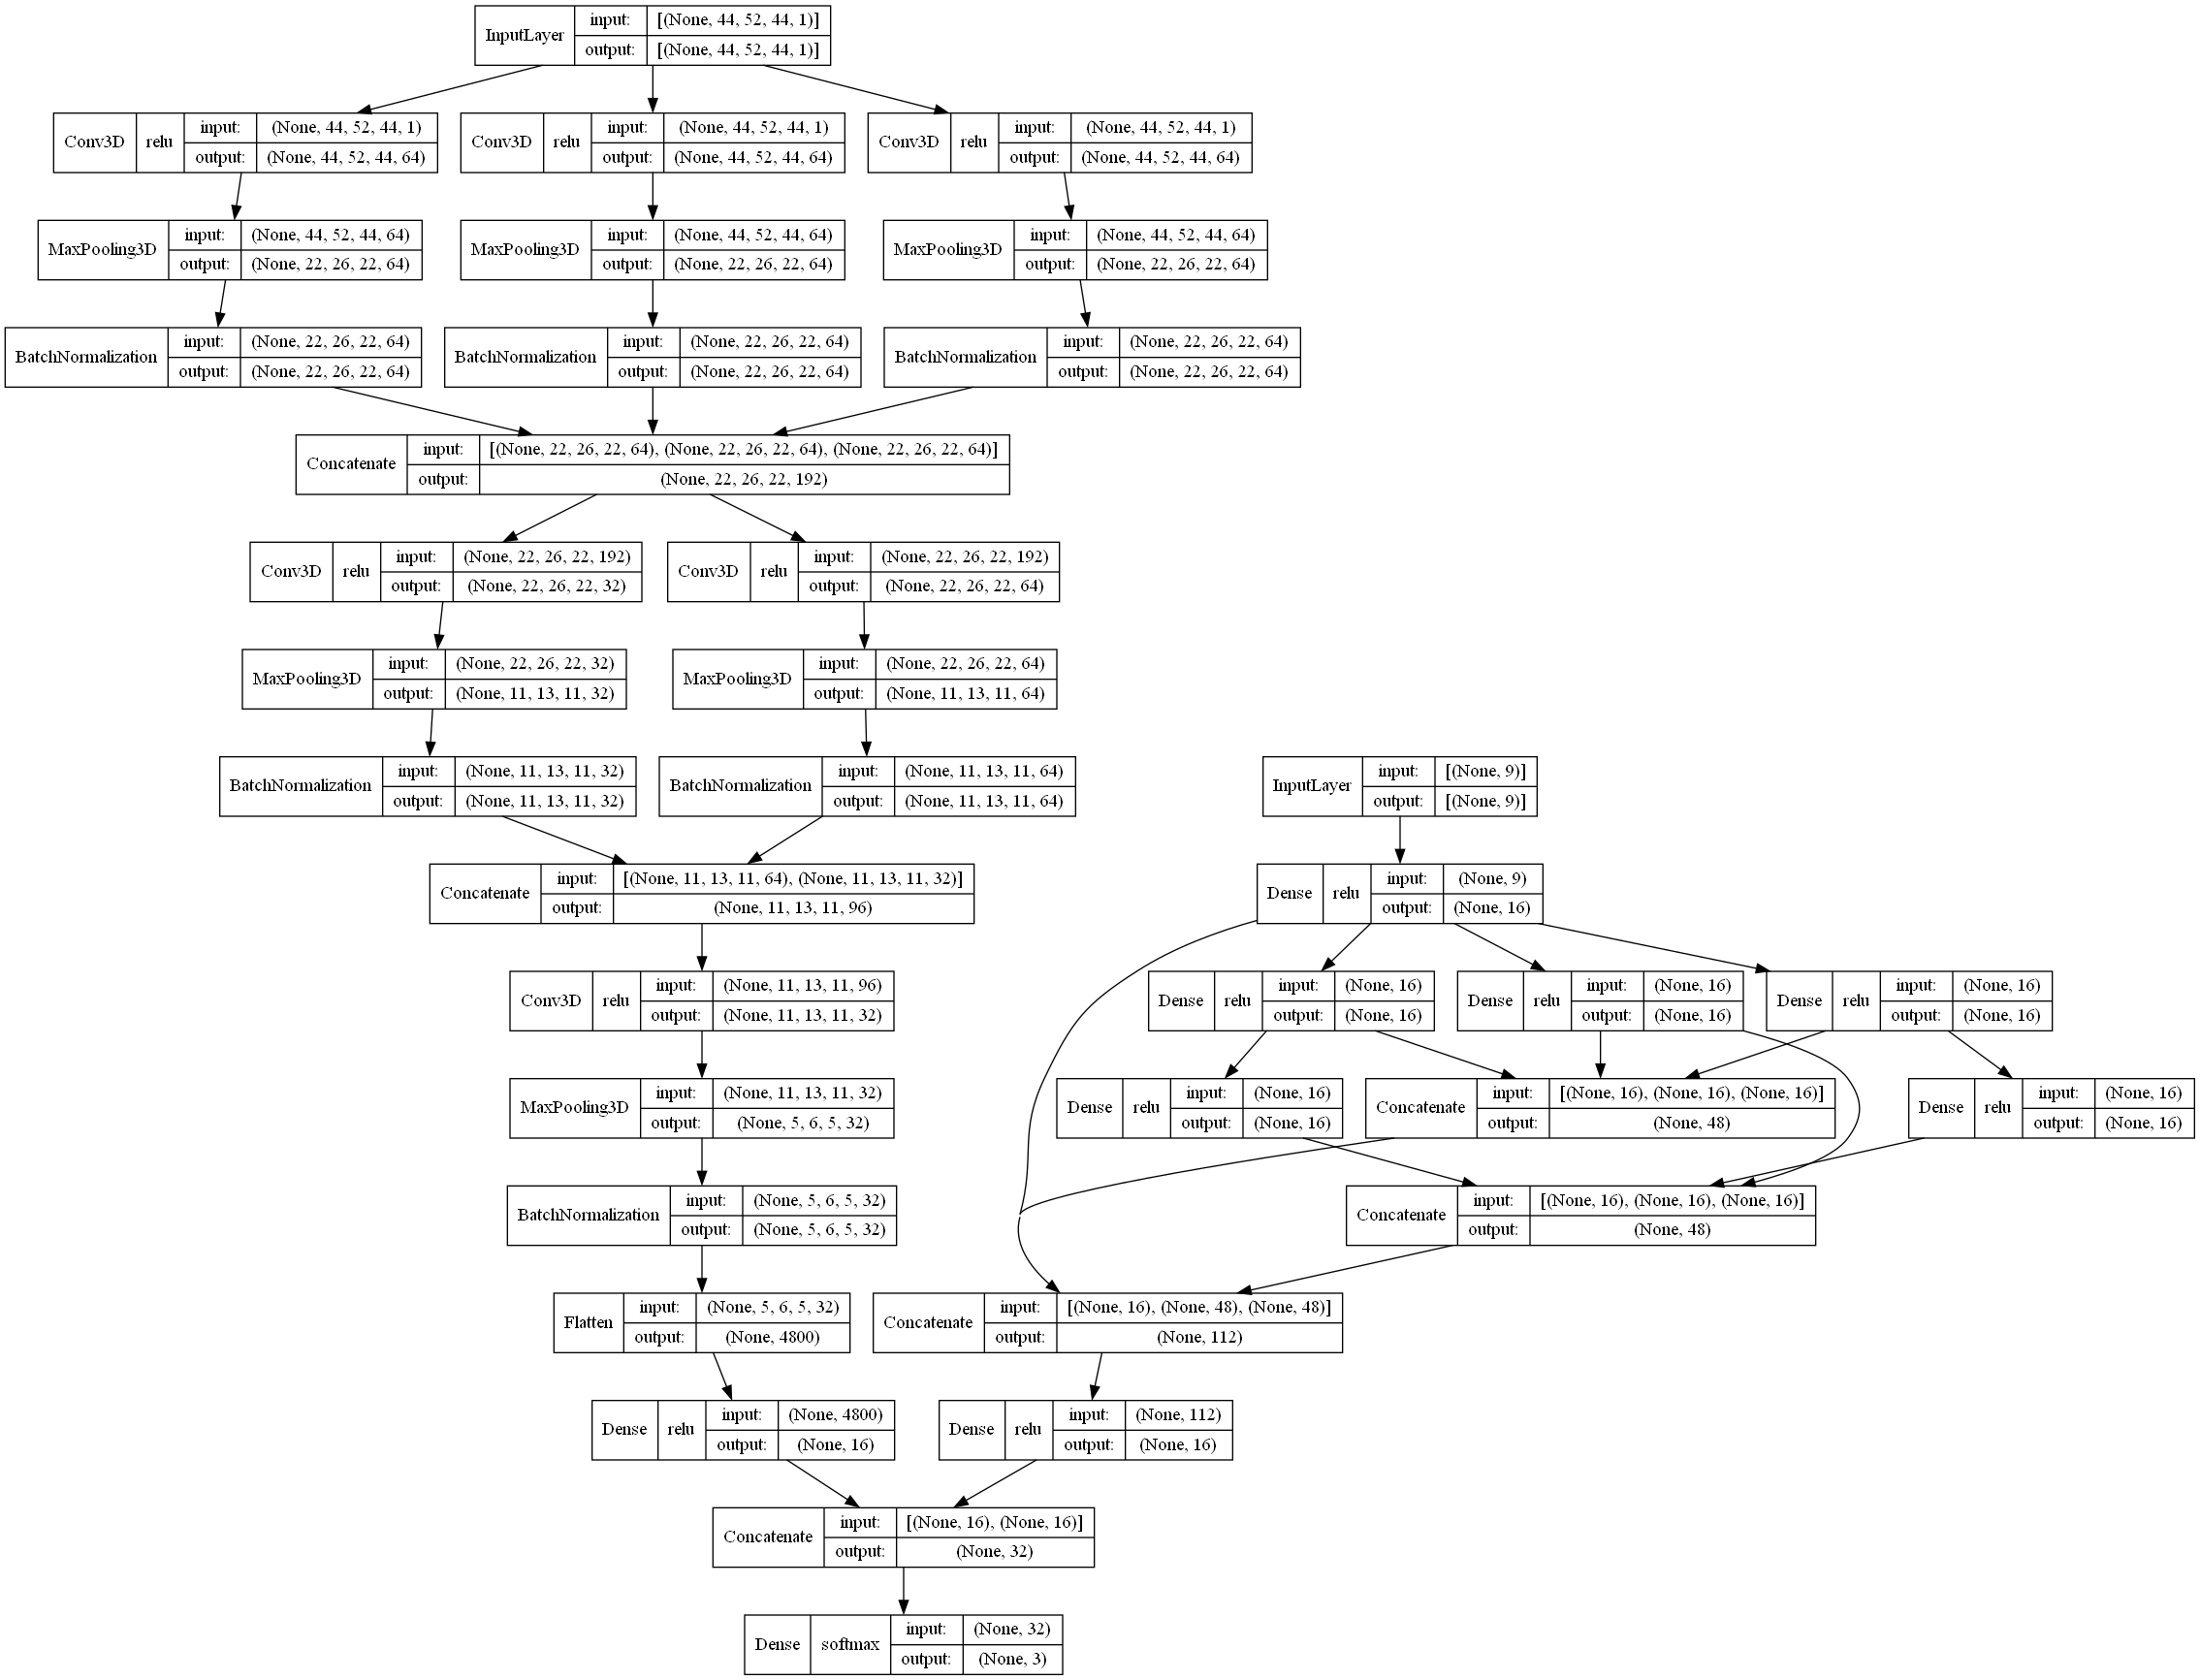 InputLayer input: [(None, 44, 52, 44, 1)]
output: [(None, 44, 52, 44, 1)]
Conv3D relu input: (None, 44, 52, 44, 1)
output: (None, 44, 52, 44, 64)
Conv3D relu input: (None, 44, 52, 44, 1)
output: (None, 44, 52, 44, 64)
Conv3D relu input: (None, 44, 52, 44, 1)
output: (None, 44, 52, 44, 64)
MaxPooling3D input: (None, 44, 52, 44, 64)
output: (None, 22, 26, 22, 64)
MaxPooling3D input: (None, 44, 52, 44, 64)
output: (None, 22, 26, 22, 64)
MaxPooling3D input: (None, 44, 52, 44, 64)
output: (None, 22, 26, 22, 64)
BatchNormalization input: (None, 22, 26, 22, 64)
output: (None, 22, 26, 22, 64)
BatchNormalization input: (None, 22, 26, 22, 64)
output: (None, 22, 26, 22, 64)
BatchNormalization input: (None, 22, 26, 22, 64)
output: (None, 22, 26, 22, 64)
Concatenate input: [(None, 22, 26, 22, 64), (None, 22, 26, 22, 64), (None, 22, 26, 22, 64)]
output: (None, 22, 26, 22, 192)
Conv3D relu input: (None, 22, 26, 22, 192)
output: (None, 22, 26, 22, 32)
Conv3D relu input: (None, 22, 26, 22, 192)
output: (None, 22, 26, 22, 64)
MaxPooling3D input: (None, 22, 26, 22, 32)
output: (None, 11, 13, 11, 32)
MaxPooling3D input: (None, 22, 26, 22, 64)
output: (None, 11, 13, 11, 64)
BatchNormalization input: (None, 11, 13, 11, 32)
output: (None, 11, 13, 11, 32)
BatchNormalization input: (None, 11, 13, 11, 64)
output: (None, 11, 13, 11, 64)
InputLayer input: [(None, 9)]
output: [(None, 9)]
Concatenate input: [(None, 11, 13, 11, 64), (None, 11, 13, 11, 32)]
output: (None, 11, 13, 11, 96)
Dense relu input: (None, 9)
output: (None, 16)
Conv3D relu input: (None, 11, 13, 11, 96)
output: (None, 11, 13, 11, 32)
Dense relu input: (None, 16)
output: (None, 16)
Dense relu input: (None, 16)
output: (None, 16)
Dense relu input: (None, 16)
output: (None, 16)
MaxPooling3D input: (None, 11, 13, 11, 32)
output: (None, 5, 6, 5, 32)
Dense relu input: (None, 16)
output: (None, 16)
Concatenate input: [(None, 16), (None, 16), (None, 16)]
output: (None, 48)
Dense relu input: (None, 16)
output: (None, 16)
BatchNormalization input: (None, 5, 6, 5, 32)
output: (None, 5, 6, 5, 32)
Concatenate input: [(None, 16), (None, 16), (None, 16)]
output: (None, 48)
Flatten input: (None, 5, 6, 5, 32)
output: (None, 4800)
Concatenate input: [(None, 16), (None, 48), (None, 48)]
output: (None, 112)
Dense relu input: (None, 4800)
output: (None, 16)
Dense relu input: (None, 112)
output: (None, 16)
Concatenate input: [(None, 16), (None, 16)]
output: (None, 32)
Dense softmax input: (None, 32)
output: (None, 3)